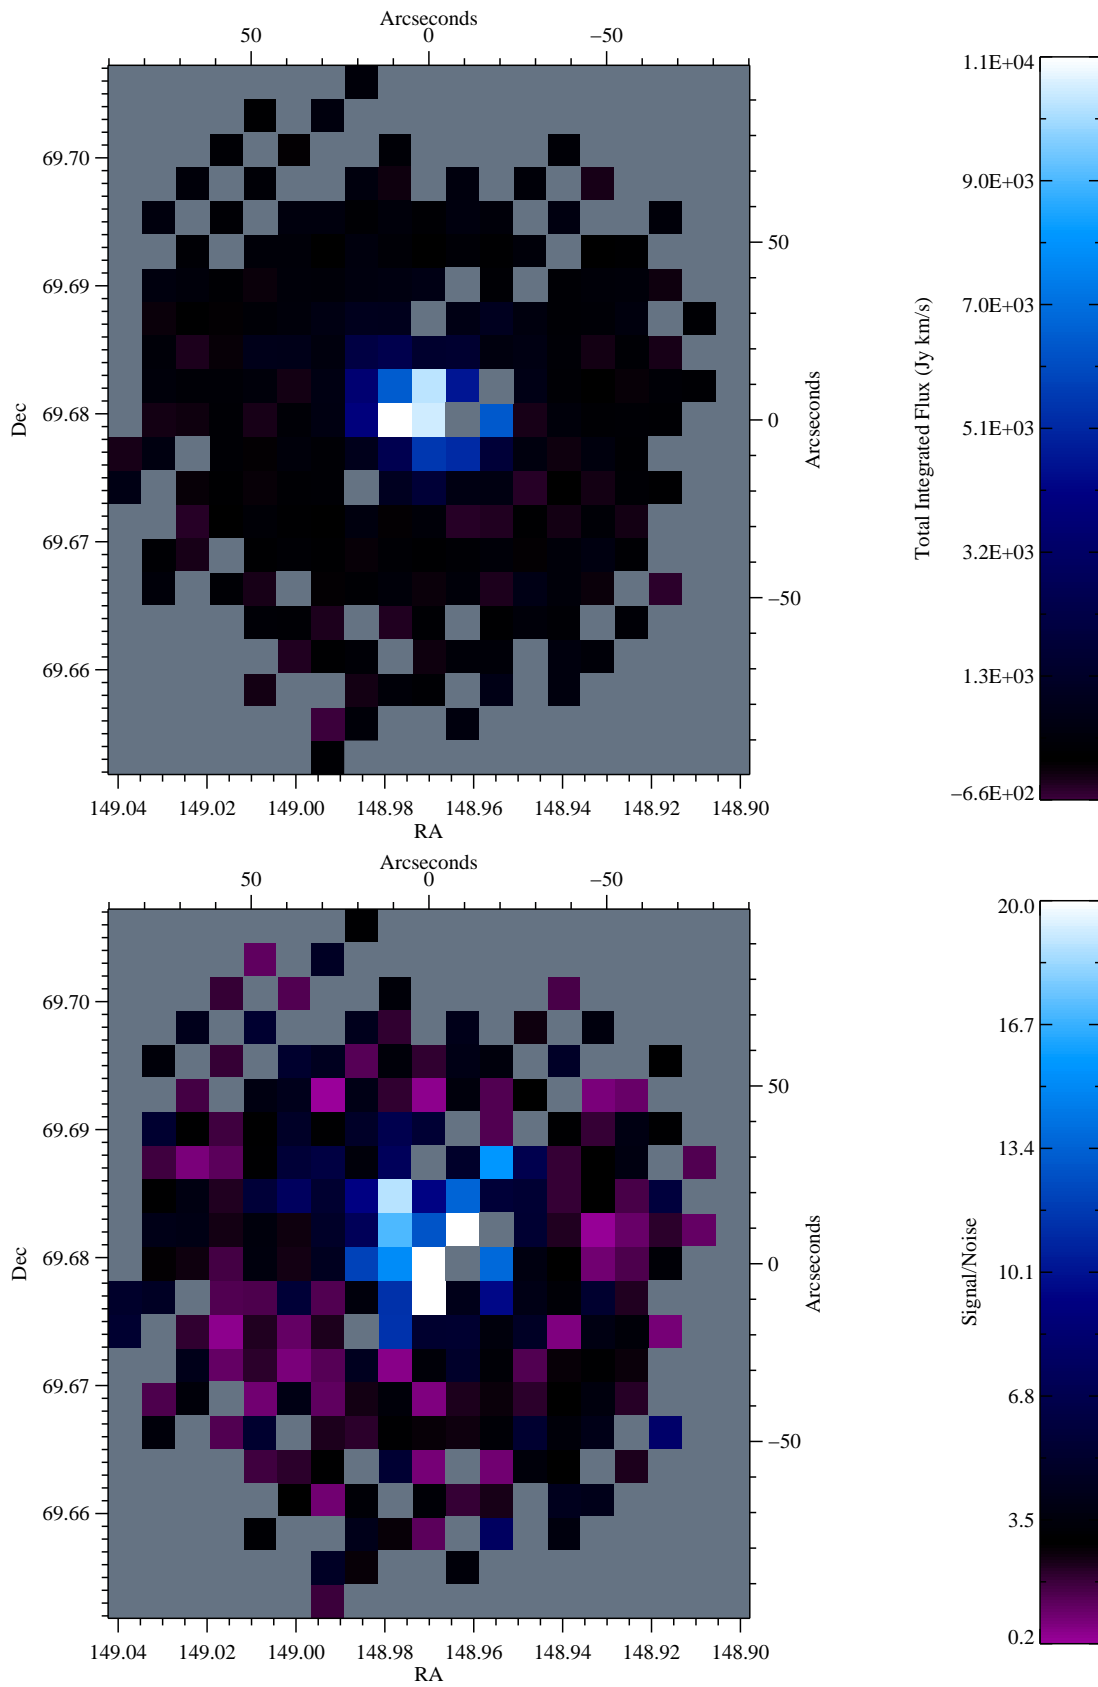 Arcseconds
50 0 −50
69.70
69.69
69.68
69.67
69.66
Dec
50
0
−50
Arcseconds
149.04 149.02 149.00 148.98 148.96 148.94 148.92 148.90
RA
1.1E+04
9.0E+03
7.0E+03
5.1E+03
3.2E+03
1.3E+03
−6.6E+02
Total Integrated Flux (Jy km/s)
Arcseconds
50 0 −50
69.70
69.69
69.68
69.67
69.66
Dec
50
0
−50
Arcseconds
149.04 149.02 149.00 148.98 148.96 148.94 148.92 148.90
RA
20.0
16.7
13.4
10.1
6.8
3.5
0.2
Signal/Noise